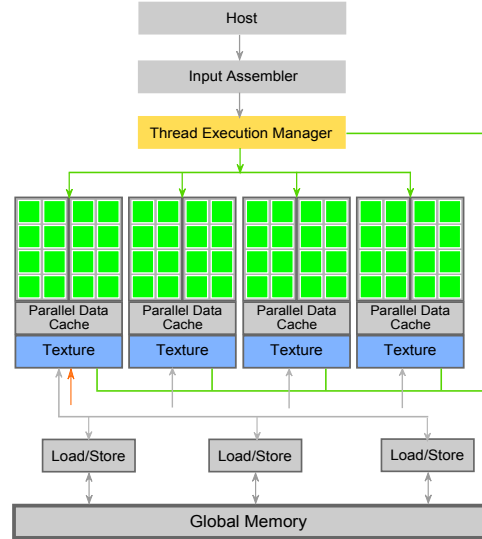 Host
Input Assembler
Thread Execution Manager
Parallel Data
Cache
Parallel Data
Cache
Parallel Data
Cache
Parallel Data
Cache
Texture
Texture
Texture
Texture
Load/Store
Load/Store
Load/Store
Global Memory